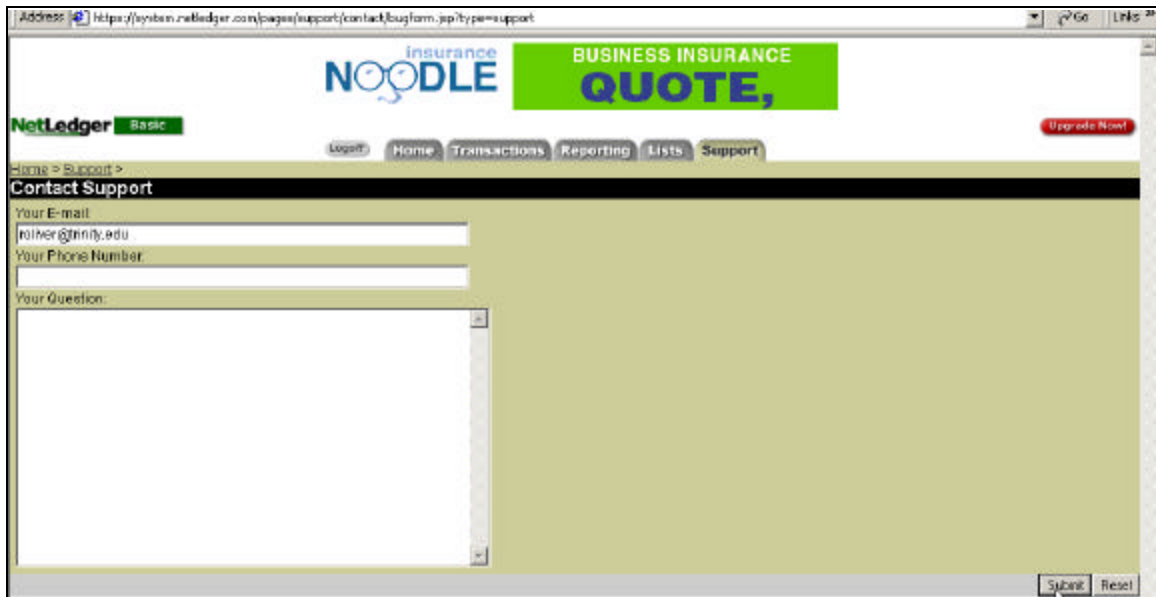 Address https://system.netledger.com/pages/support/contact/bugform.jsp?type=support Go Links »
insurance
NOODLE
BUSINESS INSURANCE
QUOTE,
NetLedger Basic
Upgrade Now!
Logoff Home Transactions Reporting Lists Support
Home > Support >
Contact Support
Your E-mail:
roliver@trinity.edu
Your Phone Number:
Your Question:
Submit Reset